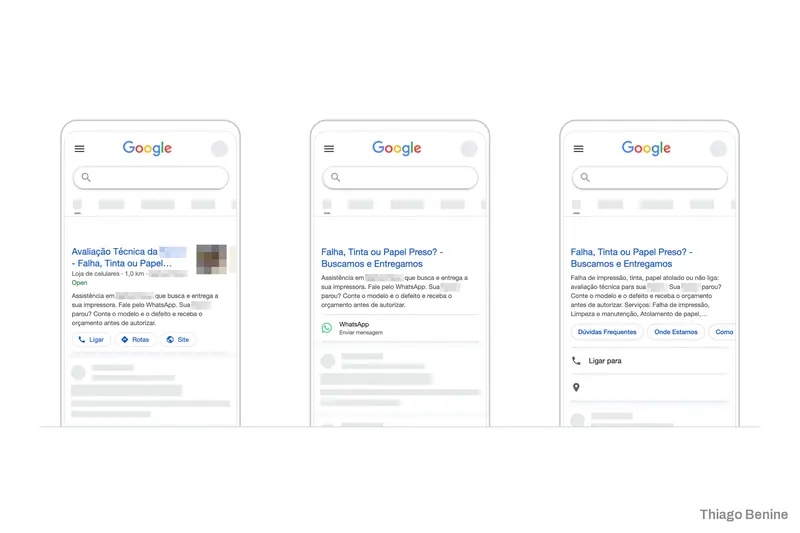 Google
Avaliação Técnica da
- Falha, Tinta ou Papel…
Loja de celulares · 1,0 km ·
Open
Assistência em que busca e entrega a
sua impressora. Fale pelo WhatsApp. Sua
parou? Conte o modelo e o defeito e receba o
orçamento antes de autorizar.
Ligar
Rotas
Site
Google
Falha, Tinta ou Papel Preso? -
Buscamos e Entregamos
Assistência em que busca e entrega a
sua impressora. Fale pelo WhatsApp. Sua
parou? Conte o modelo e o defeito e receba o
orçamento antes de autorizar.
WhatsApp
Enviar mensagem
Google
Falha, Tinta ou Papel Preso? -
Buscamos e Entregamos
Falha de impressão, tinta, papel atolado ou não liga:
avaliação técnica para sua . Sua parou?
Conte o modelo e o defeito e receba o orçamento
antes de autorizar. Serviços: Falha da impressão,
Limpeza e manutenção, Atolamento de papel,…
Dúvidas Frequentes
Onde Estamos
Como
Ligar para
Thiago Benine